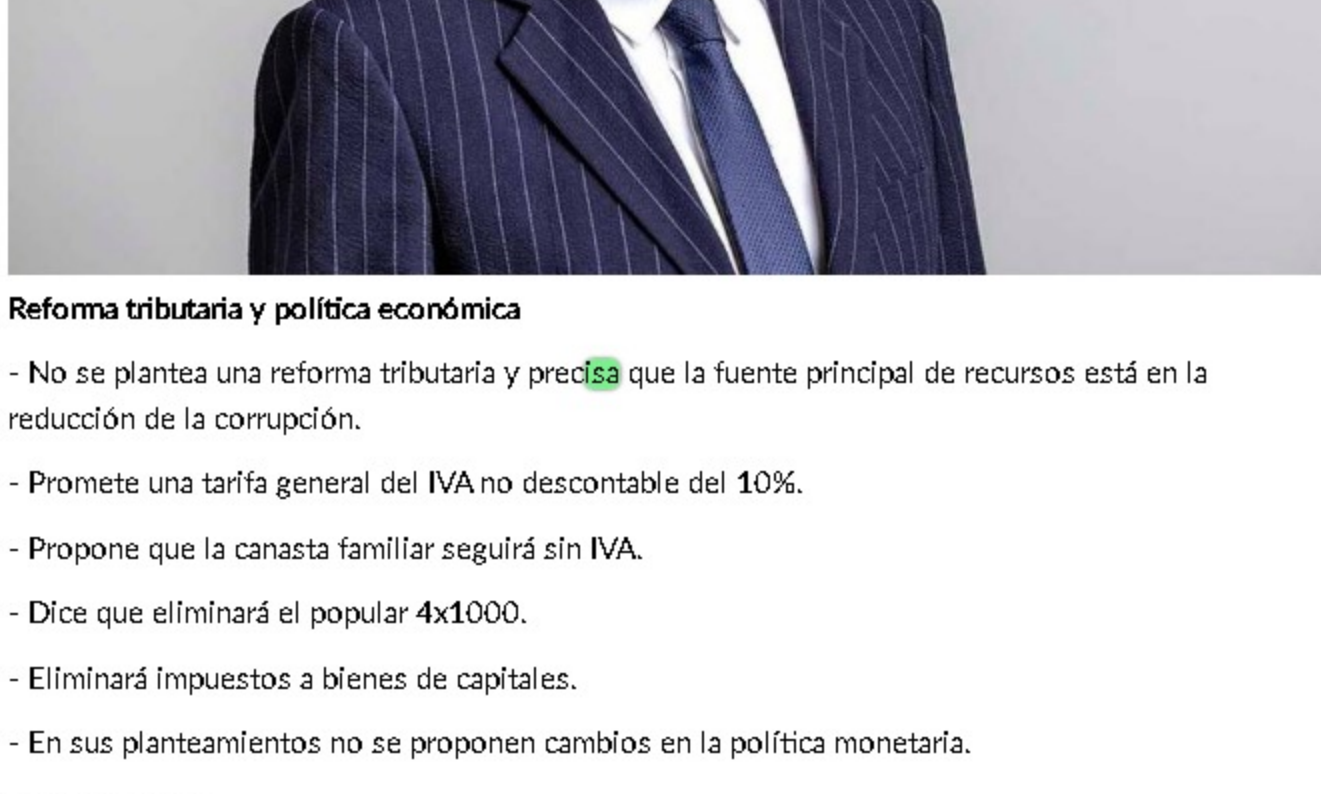 Reforma tributaria y política económica
- No se plantea una reforma tributaria y precisa que la fuente principal de recursos está en la
reducción de la corrupción.
- Promete una tarifa general del IVA no descontable del 10%.
- Propone que la canasta familiar seguirá sin IVA.
- Dice que eliminará el popular 4x1000.
- Eliminará impuestos a bienes de capitales.
- En sus planteamientos no se proponen cambios en la política monetaria.